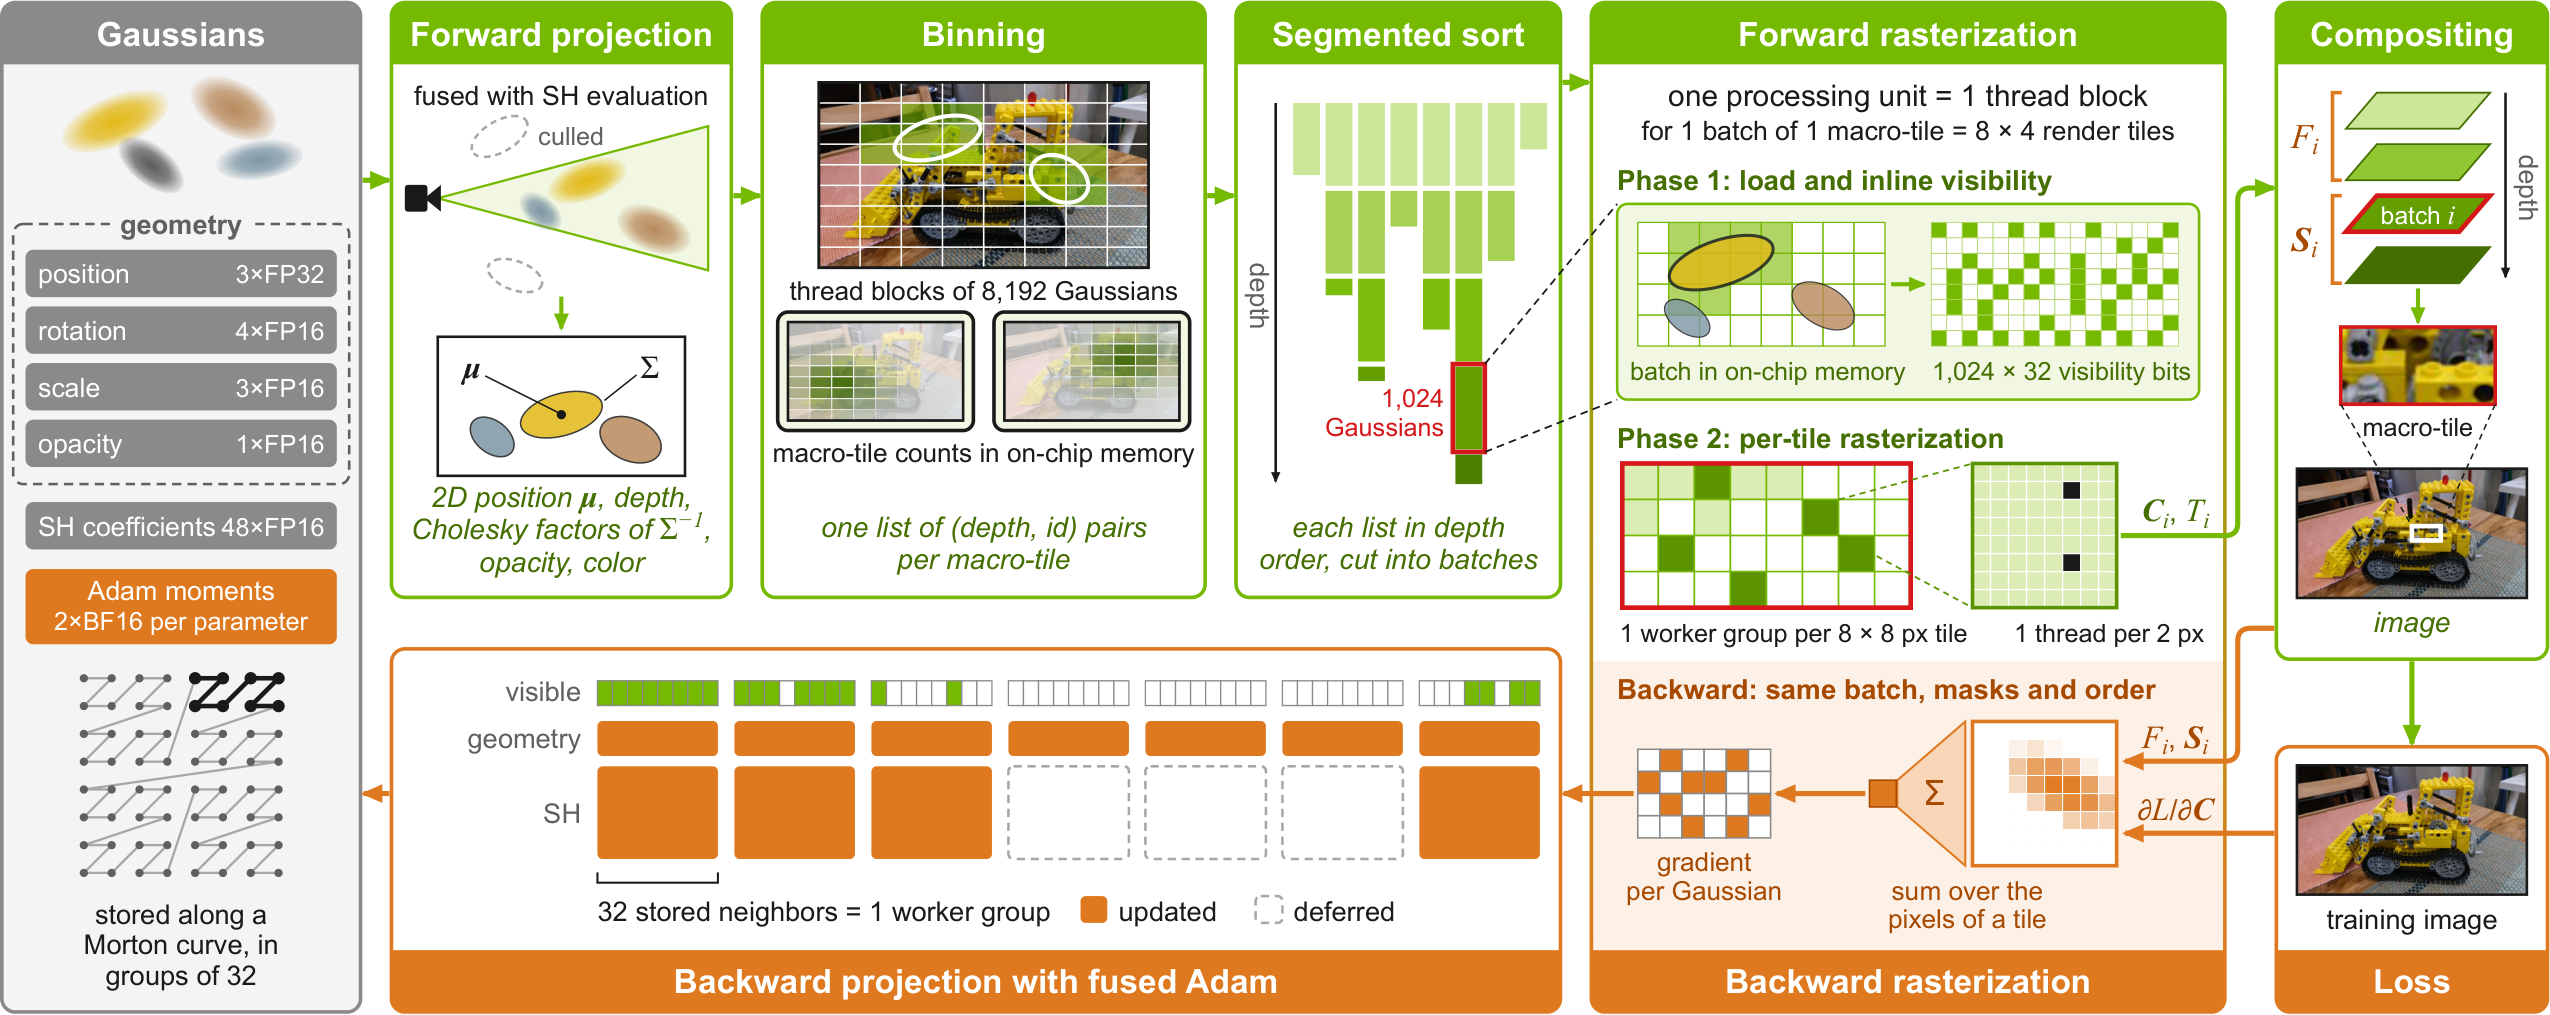 Gaussians
geometry
position 3×FP32
rotation 4×FP16
scale 3×FP16
opacity 1×FP16
SH coefficients 48×FP16
Adam moments
2×BF16 per parameter
stored along a
Morton curve, in
groups of 32
Forward projection
fused with SH evaluation
culled
μ
Σ
2D position μ, depth,
Cholesky factors of Σ⁻¹,
opacity, color
Binning
thread blocks of 8,192 Gaussians
macro-tile counts in on-chip memory
one list of (depth, id) pairs
per macro-tile
Segmented sort
depth
1,024
Gaussians
each list in depth
order, cut into batches
Forward rasterization
one processing unit = 1 thread block
for 1 batch of 1 macro-tile = 8 × 4 render tiles
Phase 1: load and inline visibility
batch in on-chip memory
1,024 × 32 visibility bits
Phase 2: per-tile rasterization
1 worker group per 8 × 8 px tile
1 thread per 2 px
Cᵢ, Tᵢ
Compositing
Fᵢ
Sᵢ
batch i
depth
macro-tile
image
Backward: same batch, masks and order
Fᵢ, Sᵢ
∂L/∂C
Σ
gradient
per Gaussian
sum over the
pixels of a tile
Backward rasterization
training image
Loss
visible
geometry
SH
32 stored neighbors = 1 worker group
updated
deferred
Backward projection with fused Adam